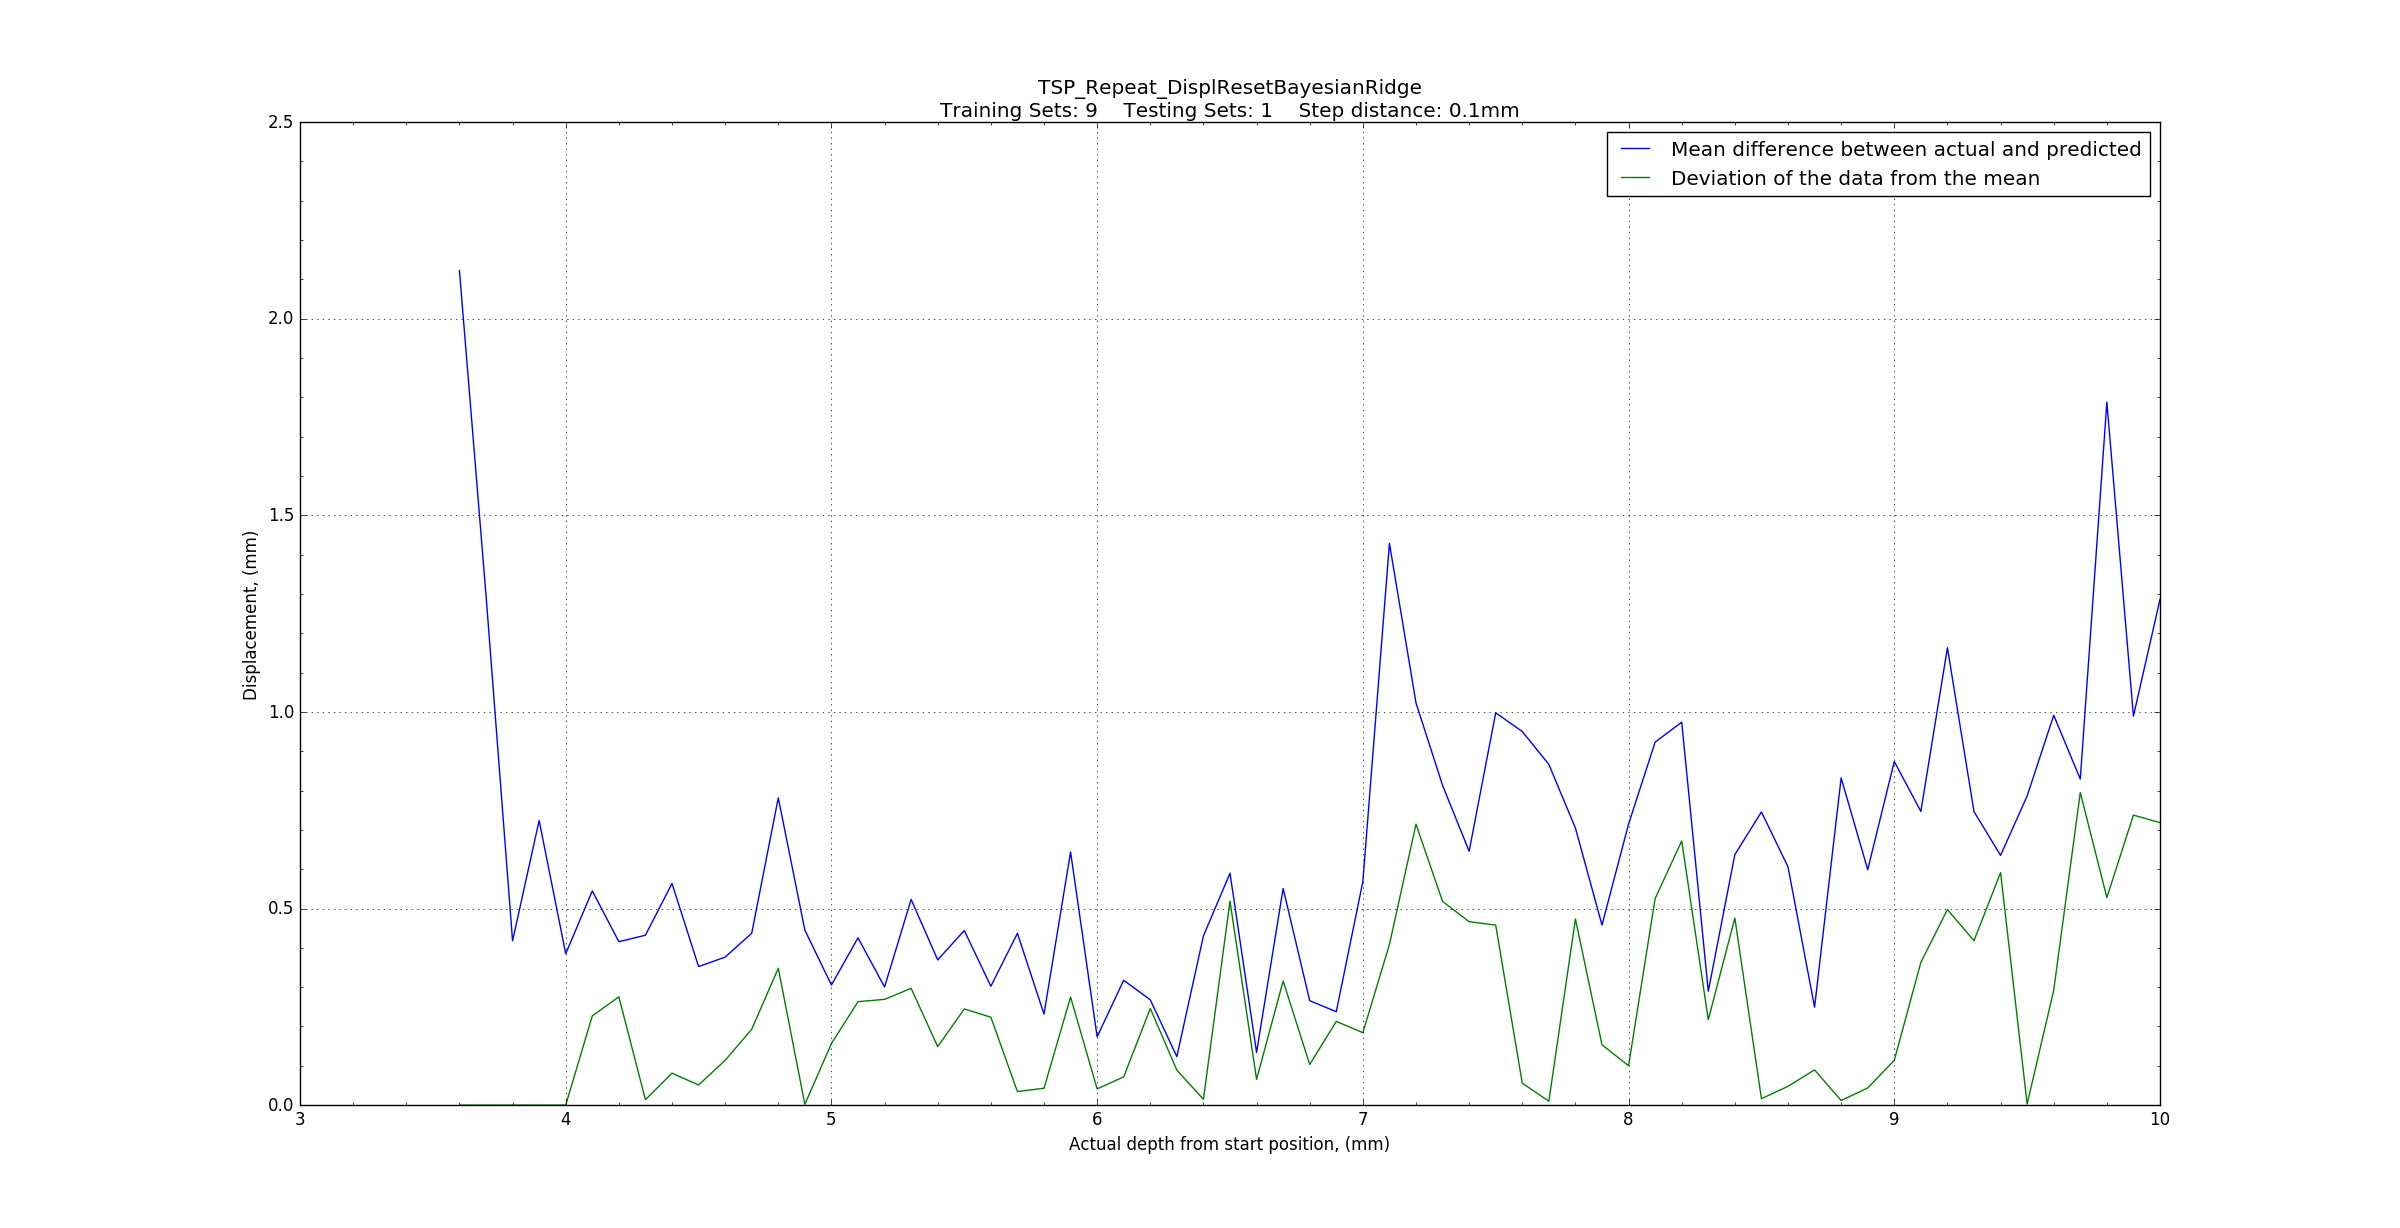 TSP_Repeat_DisplResetBayesianRidge
Training Sets: 9    Testing Sets: 1    Step distance: 0.1mm
Mean difference between actual and predicted
Deviation of the data from the mean
2.5
2.0
1.5
1.0
0.5
0.0
Displacement, (mm)
3 4 5 6 7 8 9 10
Actual depth from start position, (mm)